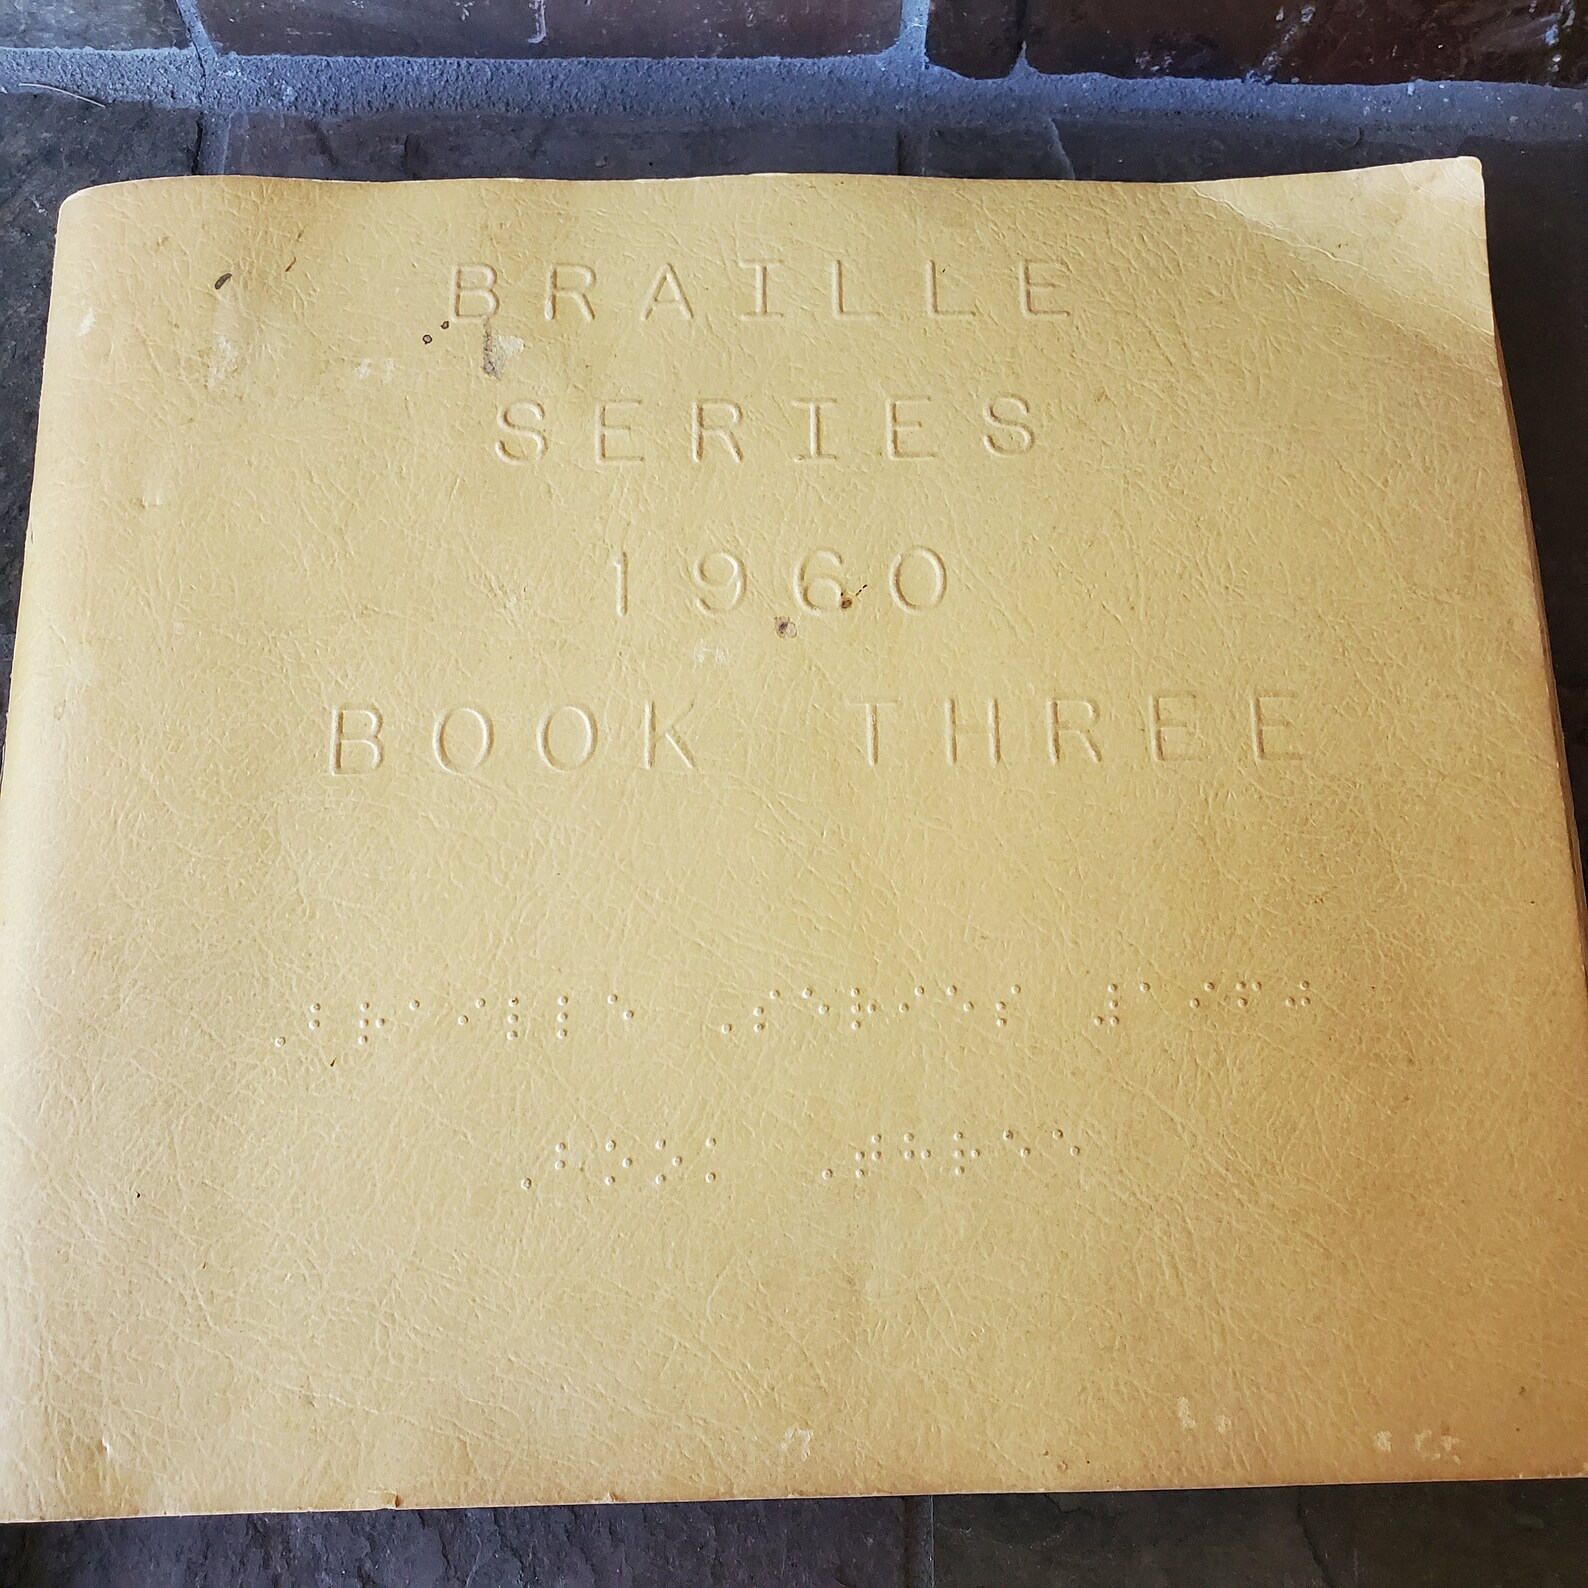 BRAILLE
SERIES
1960
BOOK THREE
⠠⠃⠗⠁⠊⠇⠇⠑ ⠠⠎⠑⠗⠊⠑⠎ ⠼⠁⠊⠋⠚
⠠⠃⠕⠕⠅ ⠠⠞⠓⠗⠑⠑